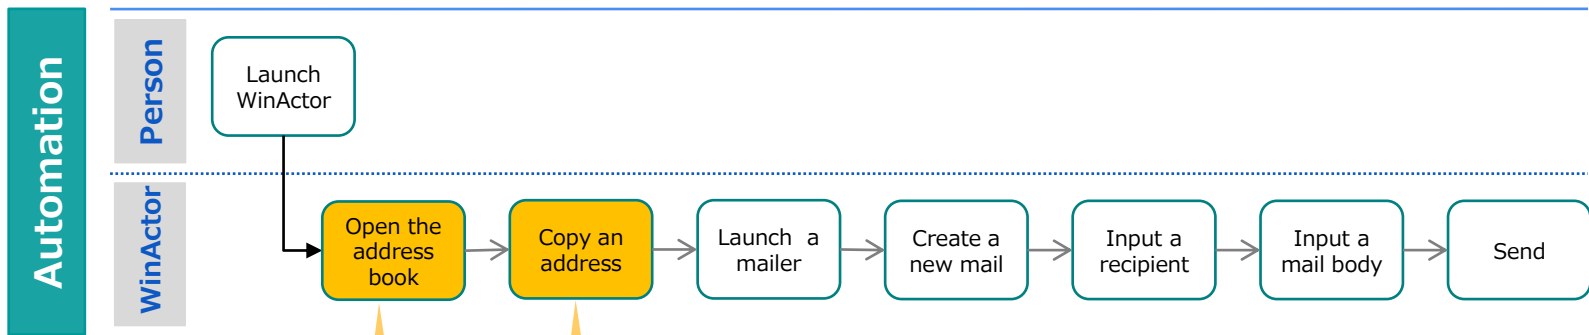 Automation
Person
Launch
WinActor
WinActor
Open the
address
book
Copy an
address
Launch a
mailer
Create a
new mail
Input a
recipient
Input a
mail body
Send